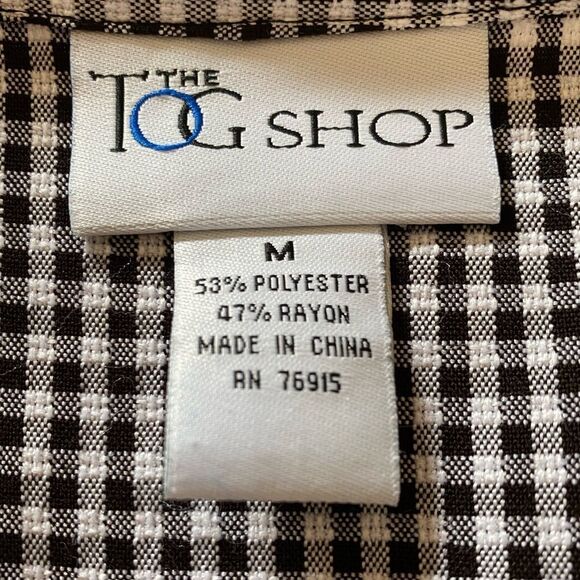 THE
TOG SHOP
M
53% POLYESTER
47% RAYON
MADE IN CHINA
RN 76915